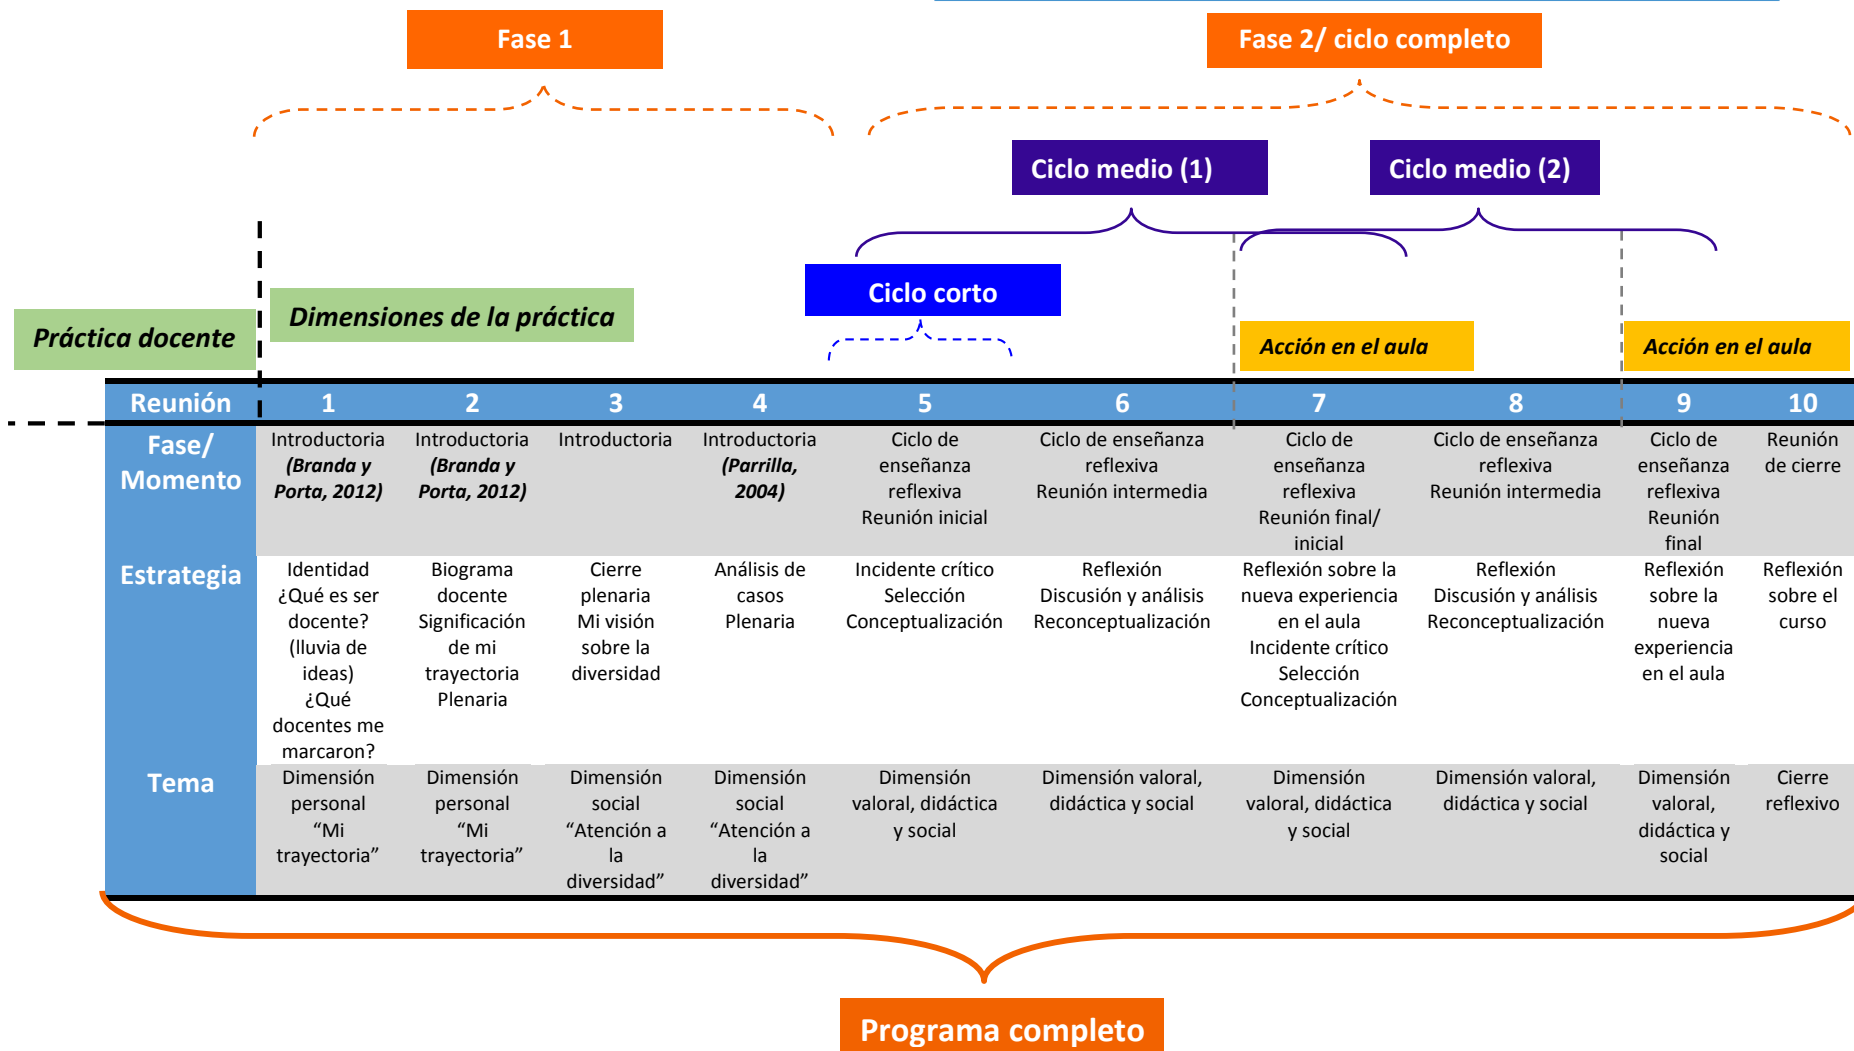 Fase 1
Fase 2/ ciclo completo
Ciclo medio (1)
Ciclo medio (2)
Ciclo corto
Práctica docente
Dimensiones de la práctica
Acción en el aula
Acción en el aula
Reunión 1 2 3 4 5 6 7 8 9 10
Fase/
Momento
Introductoria
(Branda y
Porta, 2012)
Introductoria
(Branda y
Porta, 2012)
Introductoria
Introductoria
(Parrilla,
2004)
Ciclo de
enseñanza
reflexiva
Reunión inicial
Ciclo de enseñanza
reflexiva
Reunión intermedia
Ciclo de
enseñanza
reflexiva
Reunión final/
inicial
Ciclo de enseñanza
reflexiva
Reunión intermedia
Ciclo de
enseñanza
reflexiva
Reunión
final
Reunión
de cierre
Estrategia
Identidad
¿Qué es ser
docente?
(lluvia de
ideas)
¿Qué
docentes me
marcaron?
Biograma
docente
Significación
de mi
trayectoria
Plenaria
Cierre
plenaria
Mi visión
sobre la
diversidad
Análisis de
casos
Plenaria
Incidente crítico
Selección
Conceptualización
Reflexión
Discusión y análisis
Reconceptualización
Reflexión sobre la
nueva experiencia
en el aula
Incidente crítico
Selección
Conceptualización
Reflexión
Discusión y análisis
Reconceptualización
Reflexión
sobre la
nueva
experiencia
en el aula
Reflexión
sobre el
curso
Tema
Dimensión
personal
“Mi
trayectoria”
Dimensión
personal
“Mi
trayectoria”
Dimensión
social
“Atención a
la
diversidad”
Dimensión
social
“Atención a
la
diversidad”
Dimensión
valoral, didáctica
y social
Dimensión valoral,
didáctica y social
Dimensión
valoral, didáctica
y social
Dimensión valoral,
didáctica y social
Dimensión
valoral,
didáctica y
social
Cierre
reflexivo
Programa completo